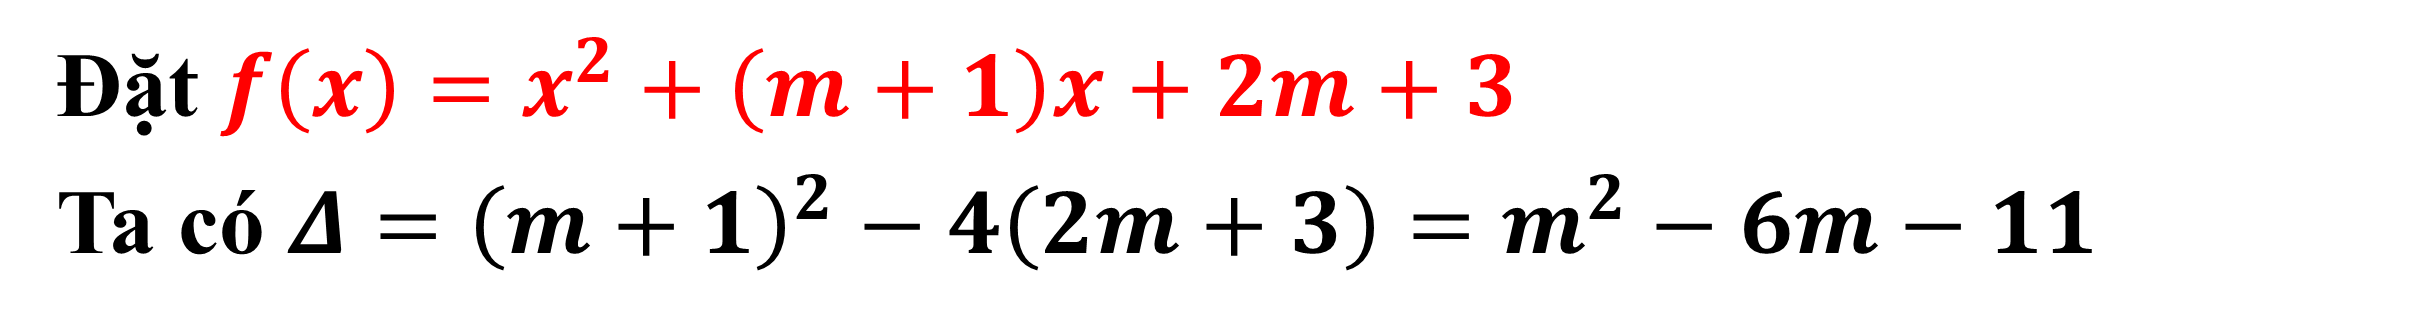 Đặt f(x) = x² + (m + 1)x + 2m + 3
Ta có Δ = (m + 1)² − 4(2m + 3) = m² − 6m − 11